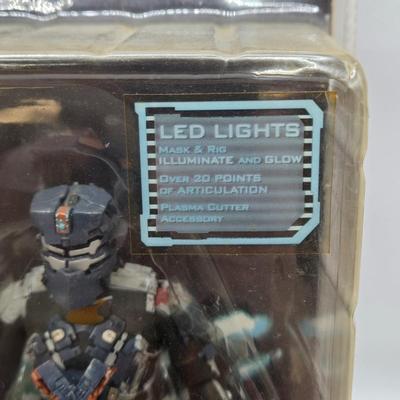 LED LIGHTS
MASK & RIG
ILLUMINATE AND GLOW
OVER 20 POINTS
OF ARTICULATION
PLASMA CUTTER
ACCESSORY